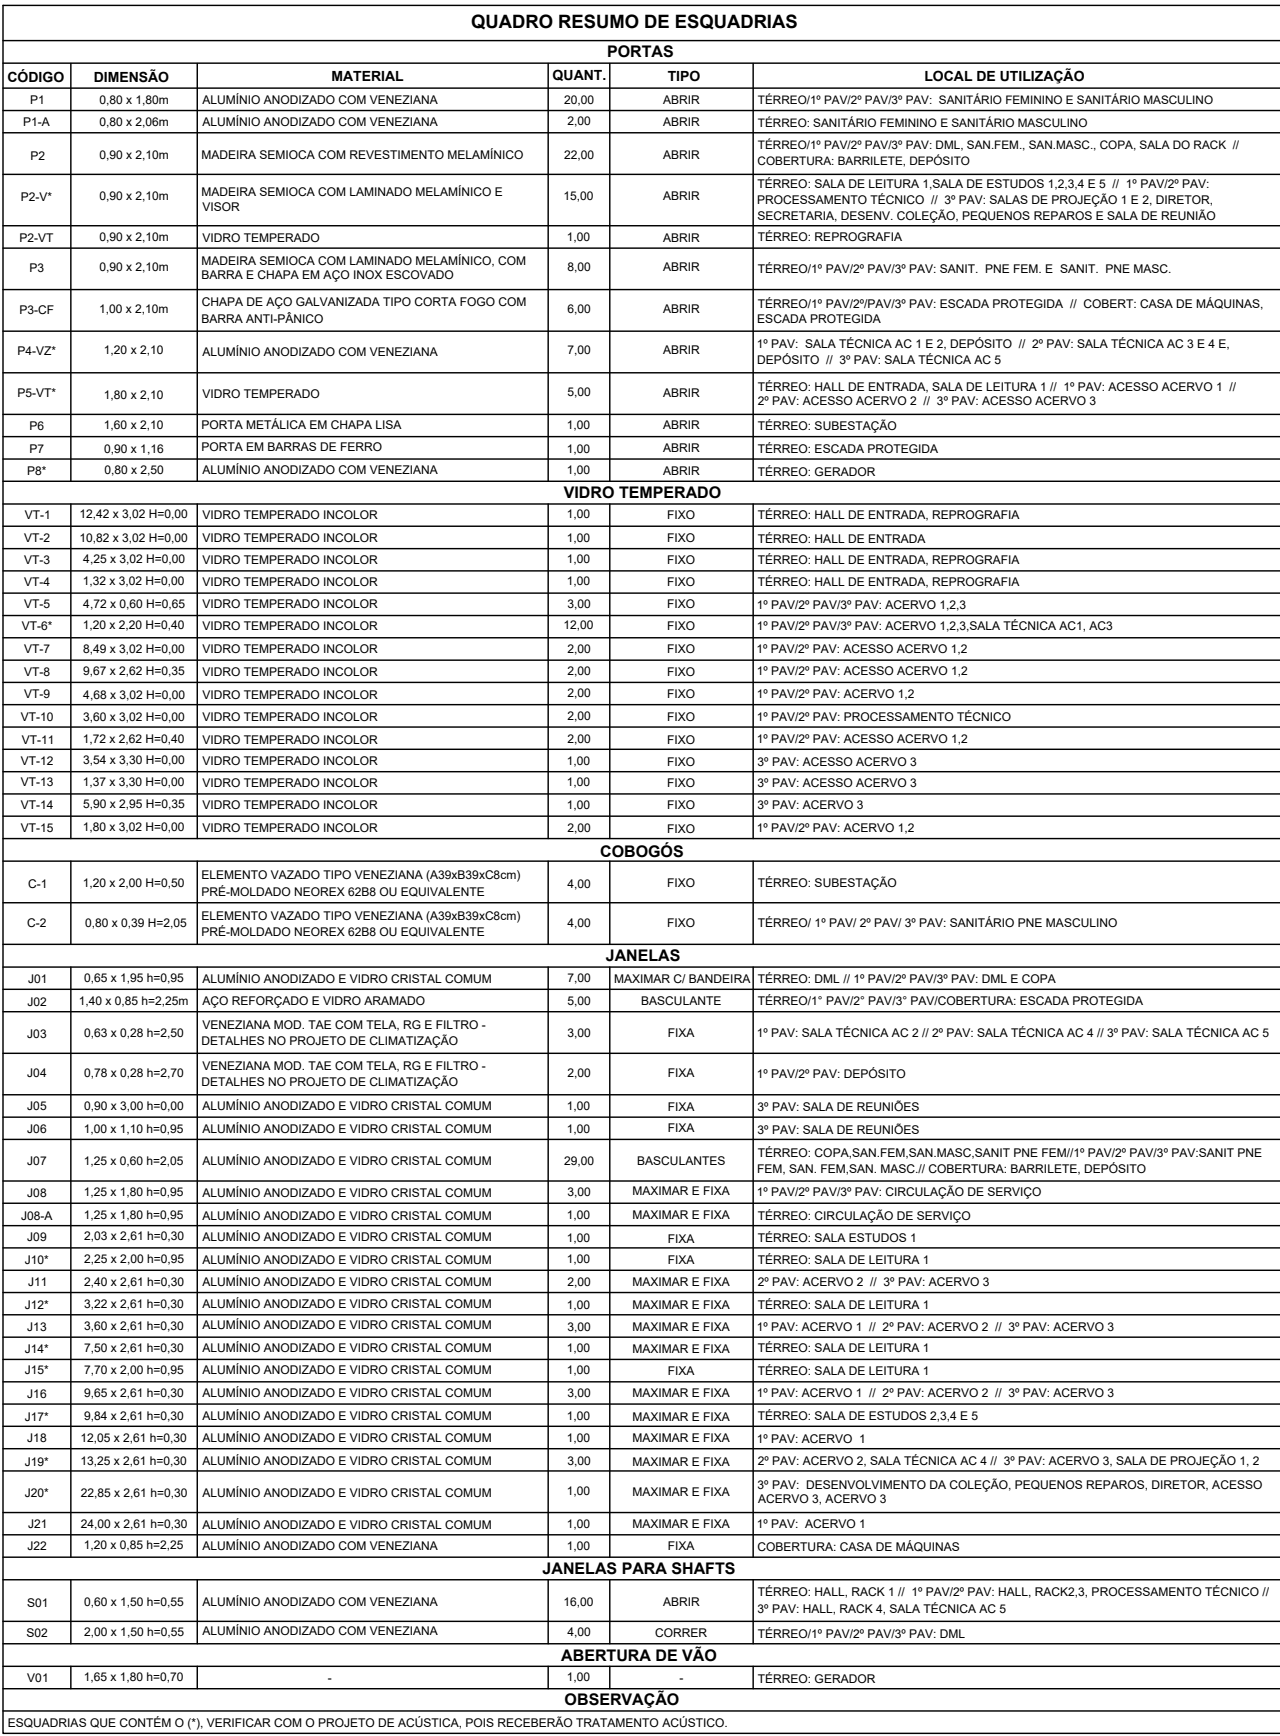 QUADRO RESUMO DE ESQUADRIAS
PORTAS
CÓDIGO DIMENSÃO MATERIAL QUANT. TIPO LOCAL DE UTILIZAÇÃO
P1 0,80 x 1,80m ALUMÍNIO ANODIZADO COM VENEZIANA 20,00 ABRIR TÉRREO/1º PAV/2º PAV/3º PAV: SANITÁRIO FEMININO E SANITÁRIO MASCULINO
P1-A 0,80 x 2,06m ALUMÍNIO ANODIZADO COM VENEZIANA 2,00 ABRIR TÉRREO: SANITÁRIO FEMININO E SANITÁRIO MASCULINO
P2 0,90 x 2,10m MADEIRA SEMIOCA COM REVESTIMENTO MELAMÍNICO 22,00 ABRIR TÉRREO/1º PAV/2º PAV/3º PAV: DML, SAN.FEM., SAN.MASC., COPA, SALA DO RACK //
COBERTURA: BARRILETE, DEPÓSITO
P2-V* 0,90 x 2,10m MADEIRA SEMIOCA COM LAMINADO MELAMÍNICO E
VISOR 15,00 ABRIR TÉRREO: SALA DE LEITURA 1,SALA DE ESTUDOS 1,2,3,4 E 5 // 1º PAV/2º PAV:
PROCESSAMENTO TÉCNICO // 3º PAV: SALAS DE PROJEÇÃO 1 E 2, DIRETOR,
SECRETARIA, DESENV. COLEÇÃO, PEQUENOS REPAROS E SALA DE REUNIÃO
P2-VT 0,90 x 2,10m VIDRO TEMPERADO 1,00 ABRIR TÉRREO: REPROGRAFIA
P3 0,90 x 2,10m MADEIRA SEMIOCA COM LAMINADO MELAMÍNICO, COM
BARRA E CHAPA EM AÇO INOX ESCOVADO 8,00 ABRIR TÉRREO/1º PAV/2º PAV/3º PAV: SANIT. PNE FEM. E SANIT. PNE MASC.
P3-CF 1,00 x 2,10m CHAPA DE AÇO GALVANIZADA TIPO CORTA FOGO COM
BARRA ANTI-PÂNICO 6,00 ABRIR TÉRREO/1º PAV/2º/PAV/3º PAV: ESCADA PROTEGIDA // COBERT: CASA DE MÁQUINAS,
ESCADA PROTEGIDA
P4-VZ* 1,20 x 2,10 ALUMÍNIO ANODIZADO COM VENEZIANA 7,00 ABRIR 1º PAV: SALA TÉCNICA AC 1 E 2, DEPÓSITO // 2º PAV: SALA TÉCNICA AC 3 E 4 E,
DEPÓSITO // 3º PAV: SALA TÉCNICA AC 5
P5-VT* 1,80 x 2,10 VIDRO TEMPERADO 5,00 ABRIR TÉRREO: HALL DE ENTRADA, SALA DE LEITURA 1 // 1º PAV: ACESSO ACERVO 1 //
2º PAV: ACESSO ACERVO 2 // 3º PAV: ACESSO ACERVO 3
P6 1,60 x 2,10 PORTA METÁLICA EM CHAPA LISA 1,00 ABRIR TÉRREO: SUBESTAÇÃO
P7 0,90 x 1,16 PORTA EM BARRAS DE FERRO 1,00 ABRIR TÉRREO: ESCADA PROTEGIDA
P8* 0,80 x 2,50 ALUMÍNIO ANODIZADO COM VENEZIANA 1,00 ABRIR TÉRREO: GERADOR
VIDRO TEMPERADO
VT-1 12,42 x 3,02 H=0,00 VIDRO TEMPERADO INCOLOR 1,00 FIXO TÉRREO: HALL DE ENTRADA, REPROGRAFIA
VT-2 10,82 x 3,02 H=0,00 VIDRO TEMPERADO INCOLOR 1,00 FIXO TÉRREO: HALL DE ENTRADA
VT-3 4,25 x 3,02 H=0,00 VIDRO TEMPERADO INCOLOR 1,00 FIXO TÉRREO: HALL DE ENTRADA, REPROGRAFIA
VT-4 1,32 x 3,02 H=0,00 VIDRO TEMPERADO INCOLOR 1,00 FIXO TÉRREO: HALL DE ENTRADA, REPROGRAFIA
VT-5 4,72 x 0,60 H=0,65 VIDRO TEMPERADO INCOLOR 3,00 FIXO 1º PAV/2º PAV/3º PAV: ACERVO 1,2,3
VT-6* 1,20 x 2,20 H=0,40 VIDRO TEMPERADO INCOLOR 12,00 FIXO 1º PAV/2º PAV/3º PAV: ACERVO 1,2,3,SALA TÉCNICA AC1, AC3
VT-7 8,49 x 3,02 H=0,00 VIDRO TEMPERADO INCOLOR 2,00 FIXO 1º PAV/2º PAV: ACESSO ACERVO 1,2
VT-8 9,67 x 2,62 H=0,35 VIDRO TEMPERADO INCOLOR 2,00 FIXO 1º PAV/2º PAV: ACESSO ACERVO 1,2
VT-9 4,68 x 3,02 H=0,00 VIDRO TEMPERADO INCOLOR 2,00 FIXO 1º PAV/2º PAV: ACERVO 1,2
VT-10 3,60 x 3,02 H=0,00 VIDRO TEMPERADO INCOLOR 2,00 FIXO 1º PAV/2º PAV: PROCESSAMENTO TÉCNICO
VT-11 1,72 x 2,62 H=0,40 VIDRO TEMPERADO INCOLOR 2,00 FIXO 1º PAV/2º PAV: ACESSO ACERVO 1,2
VT-12 3,54 x 3,30 H=0,00 VIDRO TEMPERADO INCOLOR 1,00 FIXO 3º PAV: ACESSO ACERVO 3
VT-13 1,37 x 3,30 H=0,00 VIDRO TEMPERADO INCOLOR 1,00 FIXO 3º PAV: ACESSO ACERVO 3
VT-14 5,90 x 2,95 H=0,35 VIDRO TEMPERADO INCOLOR 1,00 FIXO 3º PAV: ACERVO 3
VT-15 1,80 x 3,02 H=0,00 VIDRO TEMPERADO INCOLOR 2,00 FIXO 1º PAV/2º PAV: ACERVO 1,2
COBOGÓS
C-1 1,20 x 2,00 H=0,50 ELEMENTO VAZADO TIPO VENEZIANA (A39xB39xC8cm)
PRÉ-MOLDADO NEOREX 62B8 OU EQUIVALENTE 4,00 FIXO TÉRREO: SUBESTAÇÃO
C-2 0,80 x 0,39 H=2,05 ELEMENTO VAZADO TIPO VENEZIANA (A39xB39xC8cm)
PRÉ-MOLDADO NEOREX 62B8 OU EQUIVALENTE 4,00 FIXO TÉRREO/ 1º PAV/ 2º PAV/ 3º PAV: SANITÁRIO PNE MASCULINO
JANELAS
J01 0,65 x 1,95 h=0,95 ALUMÍNIO ANODIZADO E VIDRO CRISTAL COMUM 7,00 MAXIMAR C/ BANDEIRA TÉRREO: DML // 1º PAV/2º PAV/3º PAV: DML E COPA
J02 1,40 x 0,85 h=2,25m AÇO REFORÇADO E VIDRO ARAMADO 5,00 BASCULANTE TÉRREO/1° PAV/2° PAV/3° PAV/COBERTURA: ESCADA PROTEGIDA
J03 0,63 x 0,28 h=2,50 VENEZIANA MOD. TAE COM TELA, RG E FILTRO -
DETALHES NO PROJETO DE CLIMATIZAÇÃO 3,00 FIXA 1º PAV: SALA TÉCNICA AC 2 // 2º PAV: SALA TÉCNICA AC 4 // 3º PAV: SALA TÉCNICA AC 5
J04 0,78 x 0,28 h=2,70 VENEZIANA MOD. TAE COM TELA, RG E FILTRO -
DETALHES NO PROJETO DE CLIMATIZAÇÃO 2,00 FIXA 1º PAV/2º PAV: DEPÓSITO
J05 0,90 x 3,00 h=0,00 ALUMÍNIO ANODIZADO E VIDRO CRISTAL COMUM 1,00 FIXA 3º PAV: SALA DE REUNIÕES
J06 1,00 x 1,10 h=0,95 ALUMÍNIO ANODIZADO E VIDRO CRISTAL COMUM 1,00 FIXA 3º PAV: SALA DE REUNIÕES
J07 1,25 x 0,60 h=2,05 ALUMÍNIO ANODIZADO E VIDRO CRISTAL COMUM 29,00 BASCULANTES TÉRREO: COPA,SAN.FEM,SAN.MASC,SANIT PNE FEM//1º PAV/2º PAV/3º PAV:SANIT PNE
FEM, SAN. FEM,SAN. MASC.// COBERTURA: BARRILETE, DEPÓSITO
J08 1,25 x 1,80 h=0,95 ALUMÍNIO ANODIZADO E VIDRO CRISTAL COMUM 3,00 MAXIMAR E FIXA 1º PAV/2º PAV/3º PAV: CIRCULAÇÃO DE SERVIÇO
J08-A 1,25 x 1,80 h=0,95 ALUMÍNIO ANODIZADO E VIDRO CRISTAL COMUM 1,00 MAXIMAR E FIXA TÉRREO: CIRCULAÇÃO DE SERVIÇO
J09 2,03 x 2,61 h=0,30 ALUMÍNIO ANODIZADO E VIDRO CRISTAL COMUM 1,00 FIXA TÉRREO: SALA ESTUDOS 1
J10* 2,25 x 2,00 h=0,95 ALUMÍNIO ANODIZADO E VIDRO CRISTAL COMUM 1,00 FIXA TÉRREO: SALA DE LEITURA 1
J11 2,40 x 2,61 h=0,30 ALUMÍNIO ANODIZADO E VIDRO CRISTAL COMUM 2,00 MAXIMAR E FIXA 2º PAV: ACERVO 2 // 3º PAV: ACERVO 3
J12* 3,22 x 2,61 h=0,30 ALUMÍNIO ANODIZADO E VIDRO CRISTAL COMUM 1,00 MAXIMAR E FIXA TÉRREO: SALA DE LEITURA 1
J13 3,60 x 2,61 h=0,30 ALUMÍNIO ANODIZADO E VIDRO CRISTAL COMUM 3,00 MAXIMAR E FIXA 1º PAV: ACERVO 1 // 2º PAV: ACERVO 2 // 3º PAV: ACERVO 3
J14* 7,50 x 2,61 h=0,30 ALUMÍNIO ANODIZADO E VIDRO CRISTAL COMUM 1,00 MAXIMAR E FIXA TÉRREO: SALA DE LEITURA 1
J15* 7,70 x 2,00 h=0,95 ALUMÍNIO ANODIZADO E VIDRO CRISTAL COMUM 1,00 FIXA TÉRREO: SALA DE LEITURA 1
J16 9,65 x 2,61 h=0,30 ALUMÍNIO ANODIZADO E VIDRO CRISTAL COMUM 3,00 MAXIMAR E FIXA 1º PAV: ACERVO 1 // 2º PAV: ACERVO 2 // 3º PAV: ACERVO 3
J17* 9,84 x 2,61 h=0,30 ALUMÍNIO ANODIZADO E VIDRO CRISTAL COMUM 1,00 MAXIMAR E FIXA TÉRREO: SALA DE ESTUDOS 2,3,4 E 5
J18 12,05 x 2,61 h=0,30 ALUMÍNIO ANODIZADO E VIDRO CRISTAL COMUM 1,00 MAXIMAR E FIXA 1º PAV: ACERVO 1
J19* 13,25 x 2,61 h=0,30 ALUMÍNIO ANODIZADO E VIDRO CRISTAL COMUM 3,00 MAXIMAR E FIXA 2º PAV: ACERVO 2, SALA TÉCNICA AC 4 // 3º PAV: ACERVO 3, SALA DE PROJEÇÃO 1, 2
J20* 22,85 x 2,61 h=0,30 ALUMÍNIO ANODIZADO E VIDRO CRISTAL COMUM 1,00 MAXIMAR E FIXA 3º PAV: DESENVOLVIMENTO DA COLEÇÃO, PEQUENOS REPAROS, DIRETOR, ACESSO
ACERVO 3, ACERVO 3
J21 24,00 x 2,61 h=0,30 ALUMÍNIO ANODIZADO E VIDRO CRISTAL COMUM 1,00 MAXIMAR E FIXA 1º PAV: ACERVO 1
J22 1,20 x 0,85 h=2,25 ALUMÍNIO ANODIZADO COM VENEZIANA 1,00 FIXA COBERTURA: CASA DE MÁQUINAS
JANELAS PARA SHAFTS
S01 0,60 x 1,50 h=0,55 ALUMÍNIO ANODIZADO COM VENEZIANA 16,00 ABRIR TÉRREO: HALL, RACK 1 // 1º PAV/2º PAV: HALL, RACK2,3, PROCESSAMENTO TÉCNICO //
3º PAV: HALL, RACK 4, SALA TÉCNICA AC 5
S02 2,00 x 1,50 h=0,55 ALUMÍNIO ANODIZADO COM VENEZIANA 4,00 CORRER TÉRREO/1º PAV/2º PAV/3º PAV: DML
ABERTURA DE VÃO
V01 1,65 x 1,80 h=0,70 - 1,00 - TÉRREO: GERADOR
OBSERVAÇÃO
ESQUADRIAS QUE CONTÉM O (*), VERIFICAR COM O PROJETO DE ACÚSTICA, POIS RECEBERÃO TRATAMENTO ACÚSTICO.